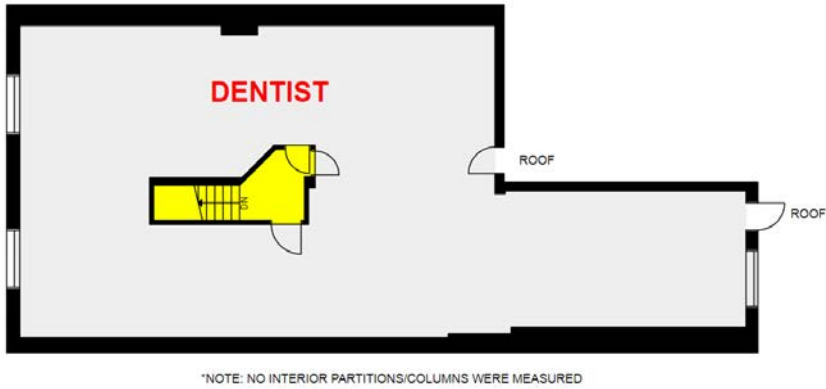 DENTIST
ROOF
DN
ROOF
*NOTE: NO INTERIOR PARTITIONS/COLUMNS WERE MEASURED